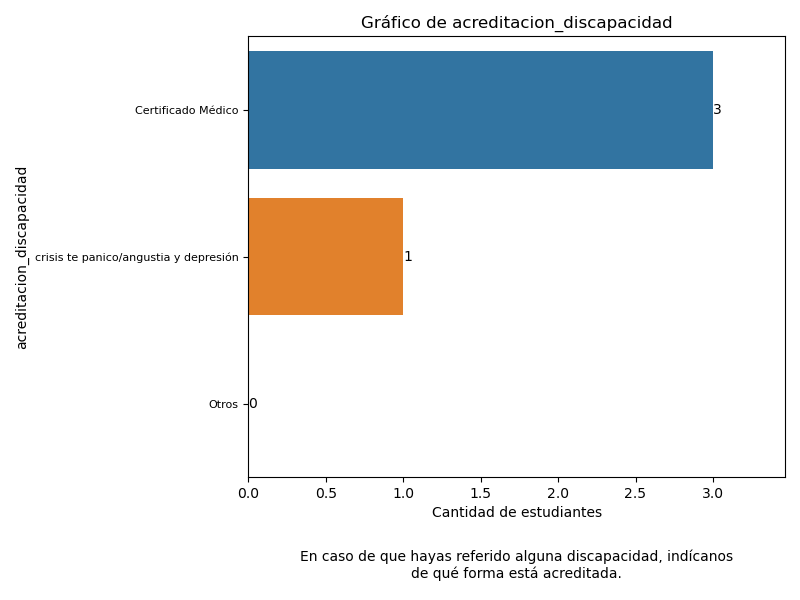 Gráfico de acreditacion_discapacidad
acreditacion_discapacidad
Certificado Médico
3
crisis te panico/angustia y depresión
1
Otros
0
0.0 0.5 1.0 1.5 2.0 2.5 3.0
Cantidad de estudiantes
En caso de que hayas referido alguna discapacidad, indícanos
de qué forma está acreditada.